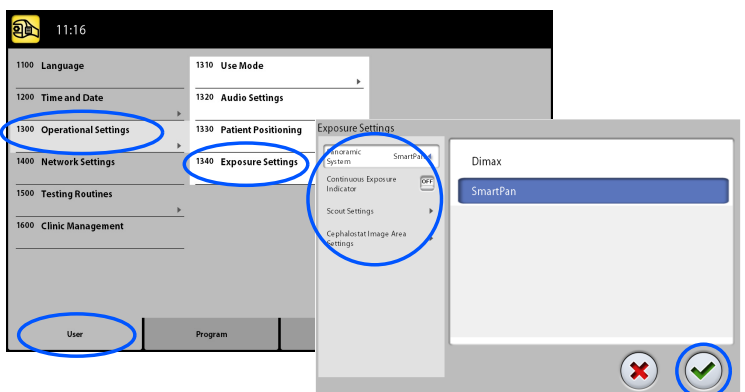 11:16
1100 Language
1200 Time and Date
1300 Operational Settings
1400 Network Settings
1500 Testing Routines
1600 Clinic Management
1310 Use Mode
1320 Audio Settings
1330 Patient Positioning
1340 Exposure Settings
User
Program
Exposure Settings
Panoramic
System SmartPan
Continuous Exposure
Indicator OFF
Scout Settings
Cephalostat Image Area
Settings
Dimax
SmartPan